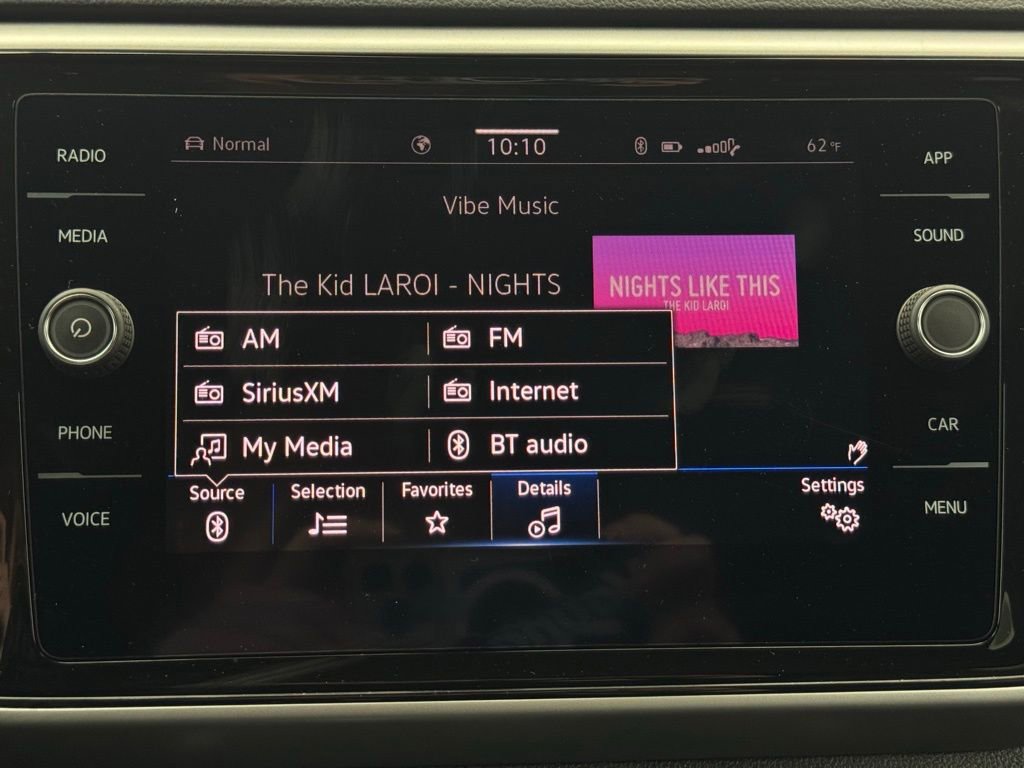 RADIO
MEDIA
PHONE
VOICE
Normal
10:10
62 °F
Vibe Music
The Kid LAROI - NIGHTS
NIGHTS LIKE THIS
THE KID LAROI
AM
FM
SiriusXM
Internet
My Media
BT audio
Source
Selection
Favorites
Details
Settings
APP
SOUND
CAR
MENU